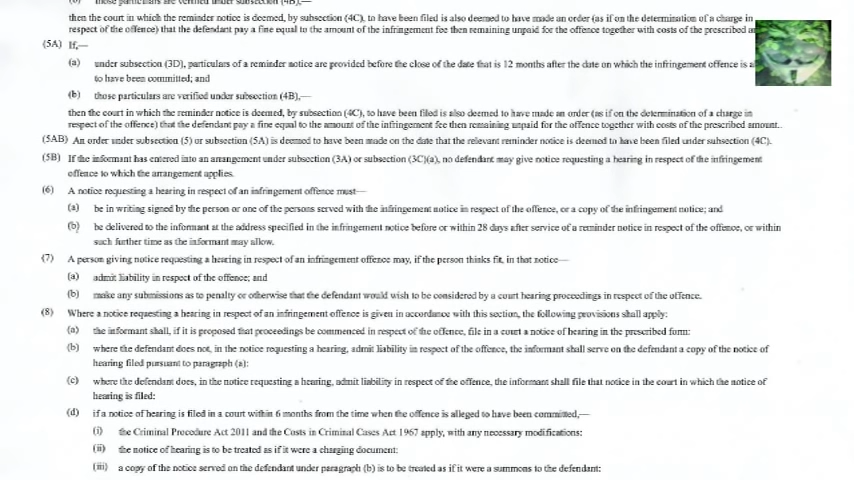 those particulars are verified under subsection (4B),—
then the court in which the reminder notice is deemed, by subsection (4C), to have been filed is also deemed to have made an order (as if on the determination of a charge in
respect of the offence) that the defendant pay a fine equal to the amount of the infringement fee then remaining unpaid for the offence together with costs of the prescribed
(5A) If,—
(a) under subsection (3D), particulars of a reminder notice are provided before the close of the date that is 12 months after the date on which the infringement offence is
to have been committed; and
(b) those particulars are verified under subsection (4B),—
then the court in which the reminder notice is deemed, by subsection (4C), to have been filed is also deemed to have made an order (as if on the determination of a charge in
respect of the offence) that the defendant pay a fine equal to the amount of the infringement fee then remaining unpaid for the offence together with costs of the prescribed amount..
(5AB) An order under subsection (5) or subsection (5A) is deemed to have been made on the date that the relevant reminder notice is deemed to have been filed under subsection (4C).
(5B) If the informant has entered into an arrangement under subsection (3A) or subsection (3C)(a), no defendant may give notice requesting a hearing in respect of the infringement
offence to which the arrangement applies.
(6) A notice requesting a hearing in respect of an infringement offence must—
(a) be in writing signed by the person or one of the persons served with the infringement notice in respect of the offence, or a copy of the infringement notice; and
(b) be delivered to the informant at the address specified in the infringement notice before or within 28 days after service of a reminder notice in respect of the offence, or within
such further time as the informant may allow.
(7) A person giving notice requesting a hearing in respect of an infringement offence may, if the person thinks fit, in that notice—
(a) admit liability in respect of the offence; and
(b) make any submissions as to penalty or otherwise that the defendant would wish to be considered by a court hearing proceedings in respect of the offence.
(8) Where a notice requesting a hearing in respect of an infringement offence is given in accordance with this section, the following provisions shall apply:
(a) the informant shall, if it is proposed that proceedings be commenced in respect of the offence, file in a court a notice of hearing in the prescribed form:
(b) where the defendant does not, in the notice requesting a hearing, admit liability in respect of the offence, the informant shall serve on the defendant a copy of the notice of
hearing filed pursuant to paragraph (a):
(c) where the defendant does, in the notice requesting a hearing, admit liability in respect of the offence, the informant shall file that notice in the court in which the notice of
hearing is filed:
(d) if a notice of hearing is filed in a court within 6 months from the time when the offence is alleged to have been committed,—
(i) the Criminal Procedure Act 2011 and the Costs in Criminal Cases Act 1967 apply, with any necessary modifications:
(ii) the notice of hearing is to be treated as if it were a charging document:
(iii) a copy of the notice served on the defendant under paragraph (b) is to be treated as if it were a summons to the defendant: